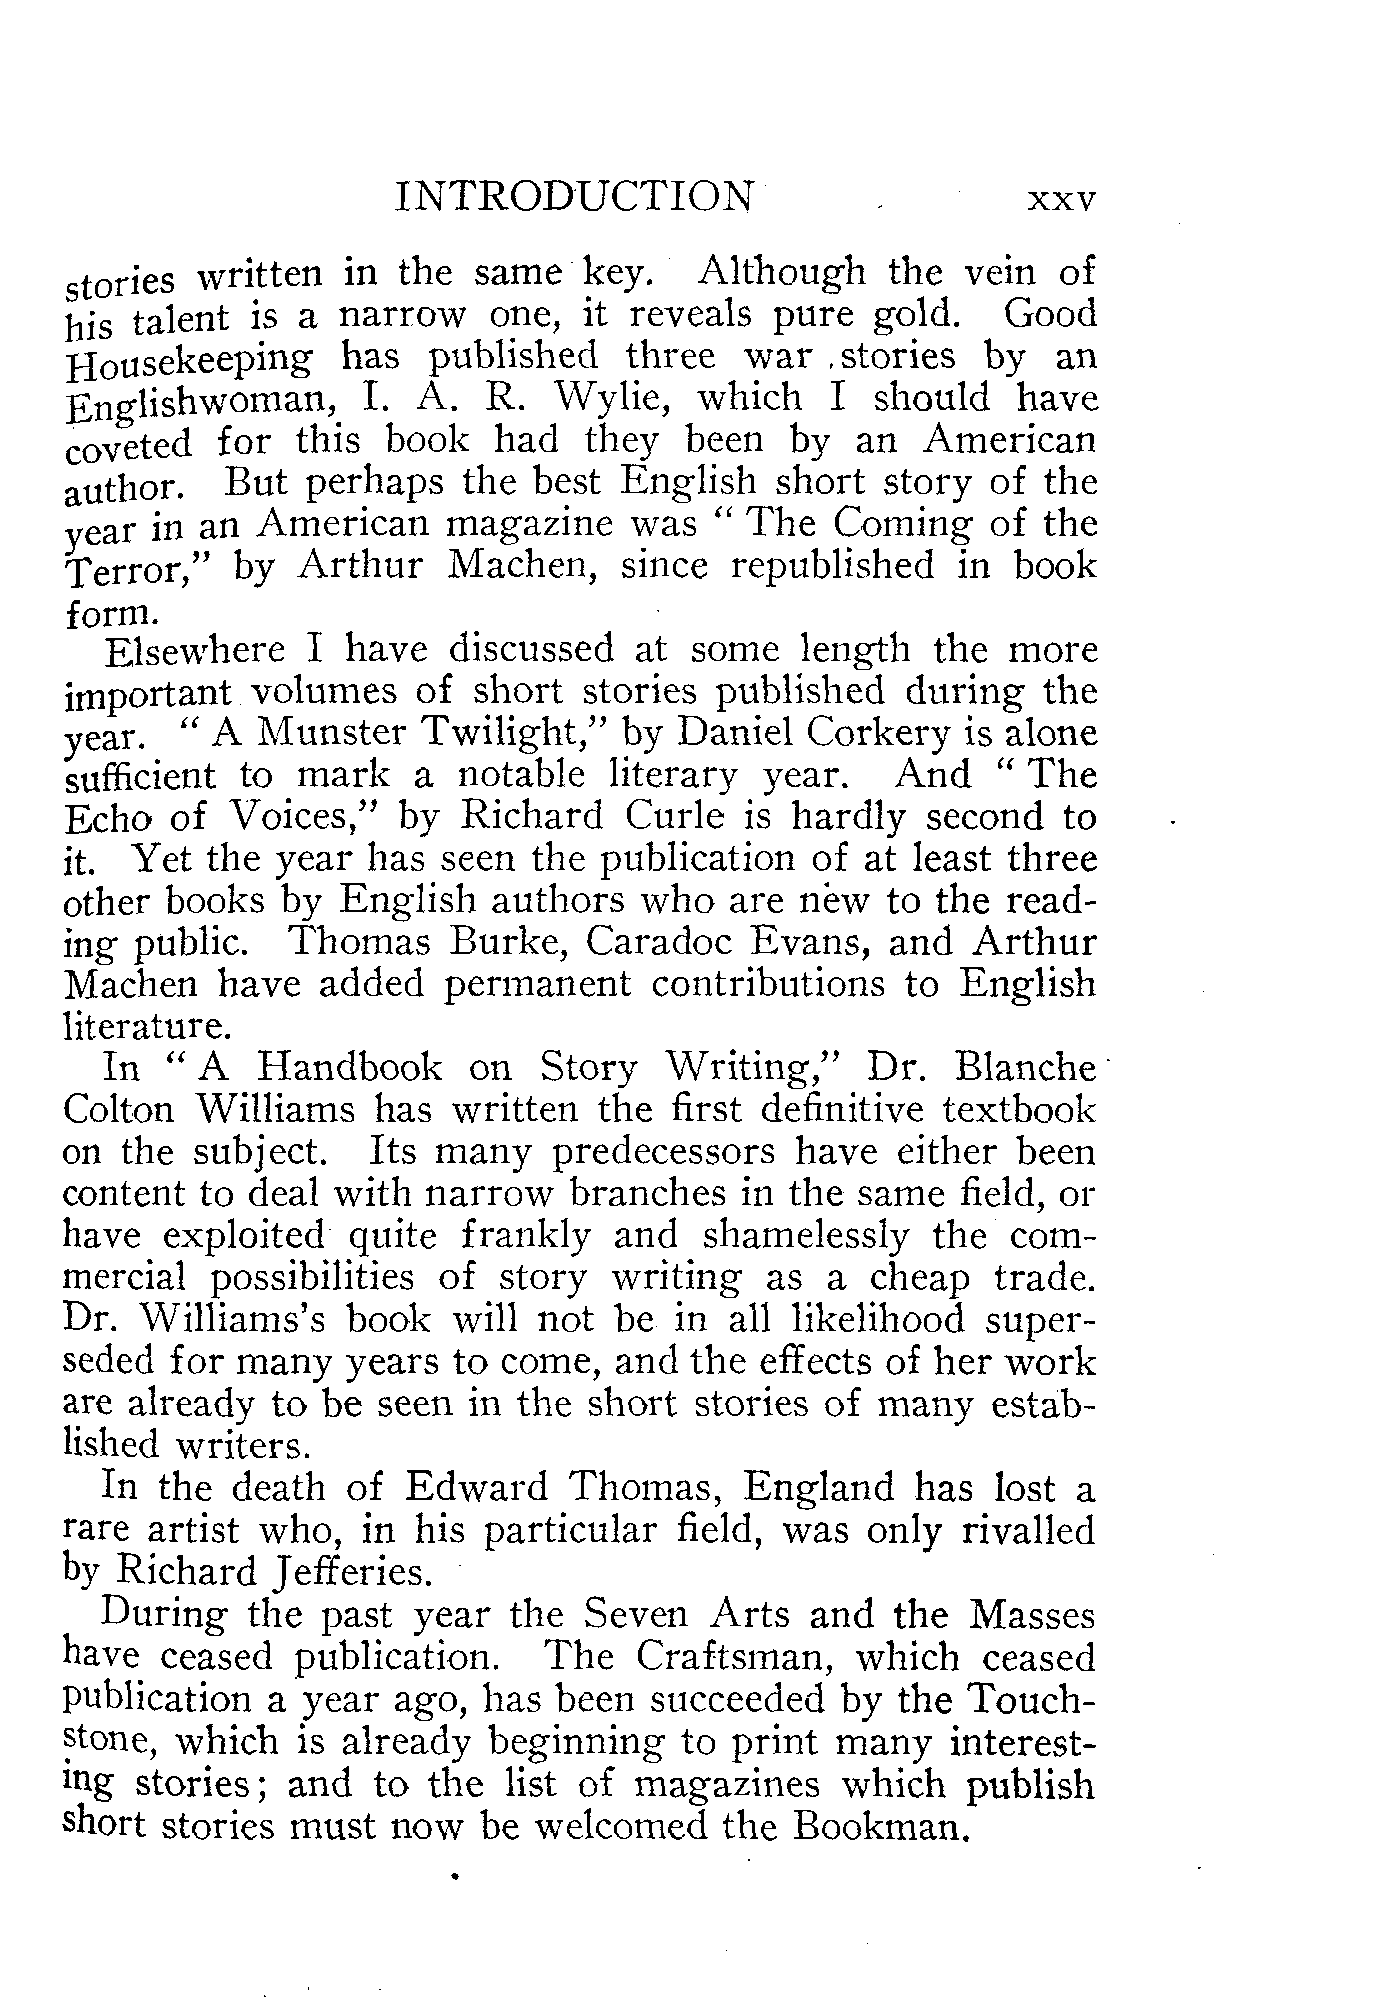 INTRODUCTION xxv
stories written in the same key. Although the vein of
his talent is a narrow one, it reveals pure gold. Good
Housekeeping has published three war stories by an
Englishwoman, I. A. R. Wylie, which I should have
coveted for this book had they been by an American
author. But perhaps the best English short story of the
year in an American magazine was “ The Coming of the
Terror,” by Arthur Machen, since republished in book
form.
Elsewhere I have discussed at some length the more
important volumes of short stories published during the
year. “ A Munster Twilight,” by Daniel Corkery is alone
sufficient to mark a notable literary year. And “ The
Echo of Voices,” by Richard Curle is hardly second to
it. Yet the year has seen the publication of at least three
other books by English authors who are new to the read-
ing public. Thomas Burke, Caradoc Evans, and Arthur
Machen have added permanent contributions to English
literature.
In “ A Handbook on Story Writing,” Dr. Blanche
Colton Williams has written the first definitive textbook
on the subject. Its many predecessors have either been
content to deal with narrow branches in the same field, or
have exploited quite frankly and shamelessly the com-
mercial possibilities of story writing as a cheap trade.
Dr. Williams's book will not be in all likelihood super-
seded for many years to come, and the effects of her work
are already to be seen in the short stories of many estab-
lished writers.
In the death of Edward Thomas, England has lost a
rare artist who, in his particular field, was only rivalled
by Richard Jefferies.
During the past year the Seven Arts and the Masses
have ceased publication. The Craftsman, which ceased
publication a year ago, has been succeeded by the Touch-
stone, which is already beginning to print many interest-
ing stories; and to the list of magazines which publish
short stories must now be welcomed the Bookman.